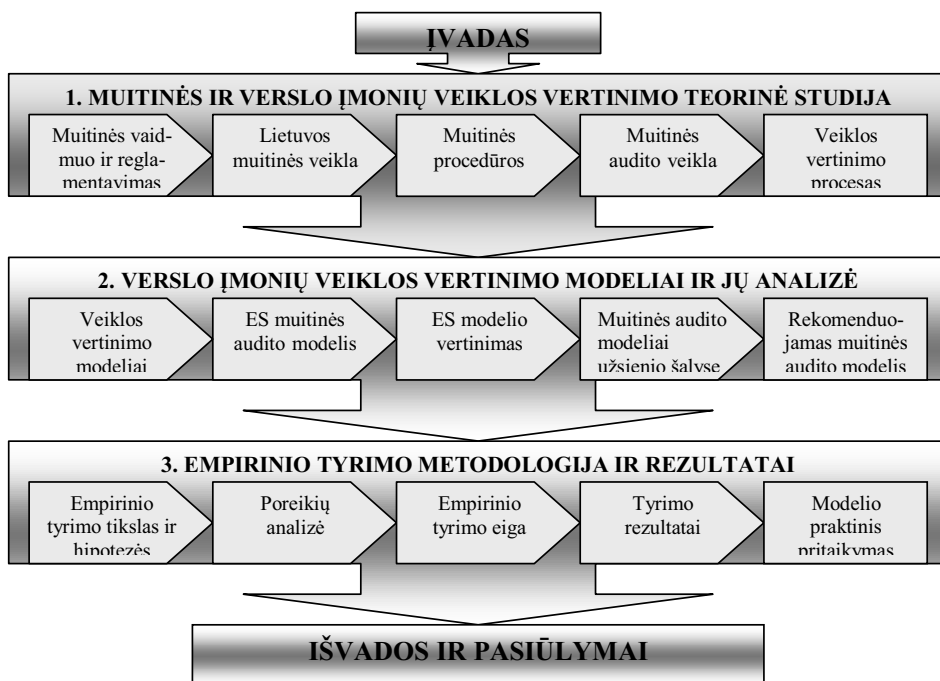 ĮVADAS
1. MUITINĖS IR VERSLO ĮMONIŲ VEIKLOS VERTINIMO TEORINĖ STUDIJA
Muitinės vaid-
muo ir regla-
mentavimas
Lietuvos
muitinės veikla
Muitinės
procedūros
Muitinės
audito veikla
Veiklos
vertinimo
procesas
2. VERSLO ĮMONIŲ VEIKLOS VERTINIMO MODELIAI IR JŲ ANALIZĖ
Veiklos
vertinimo
modeliai
ES muitinės
audito modelis
ES modelio
vertinimas
Muitinės audito
modeliai
užsienio šalyse
Rekomenduo-
jamas muitinės
audito modelis
3. EMPIRINIO TYRIMO METODOLOGIJA IR REZULTATAI
Empirinio
tyrimo tikslas ir
hipotezės
Poreikių
analizė
Empirinio
tyrimo eiga
Tyrimo
rezultatai
Modelio
praktinis
pritaikymas
IŠVADOS IR PASIŪLYMAI